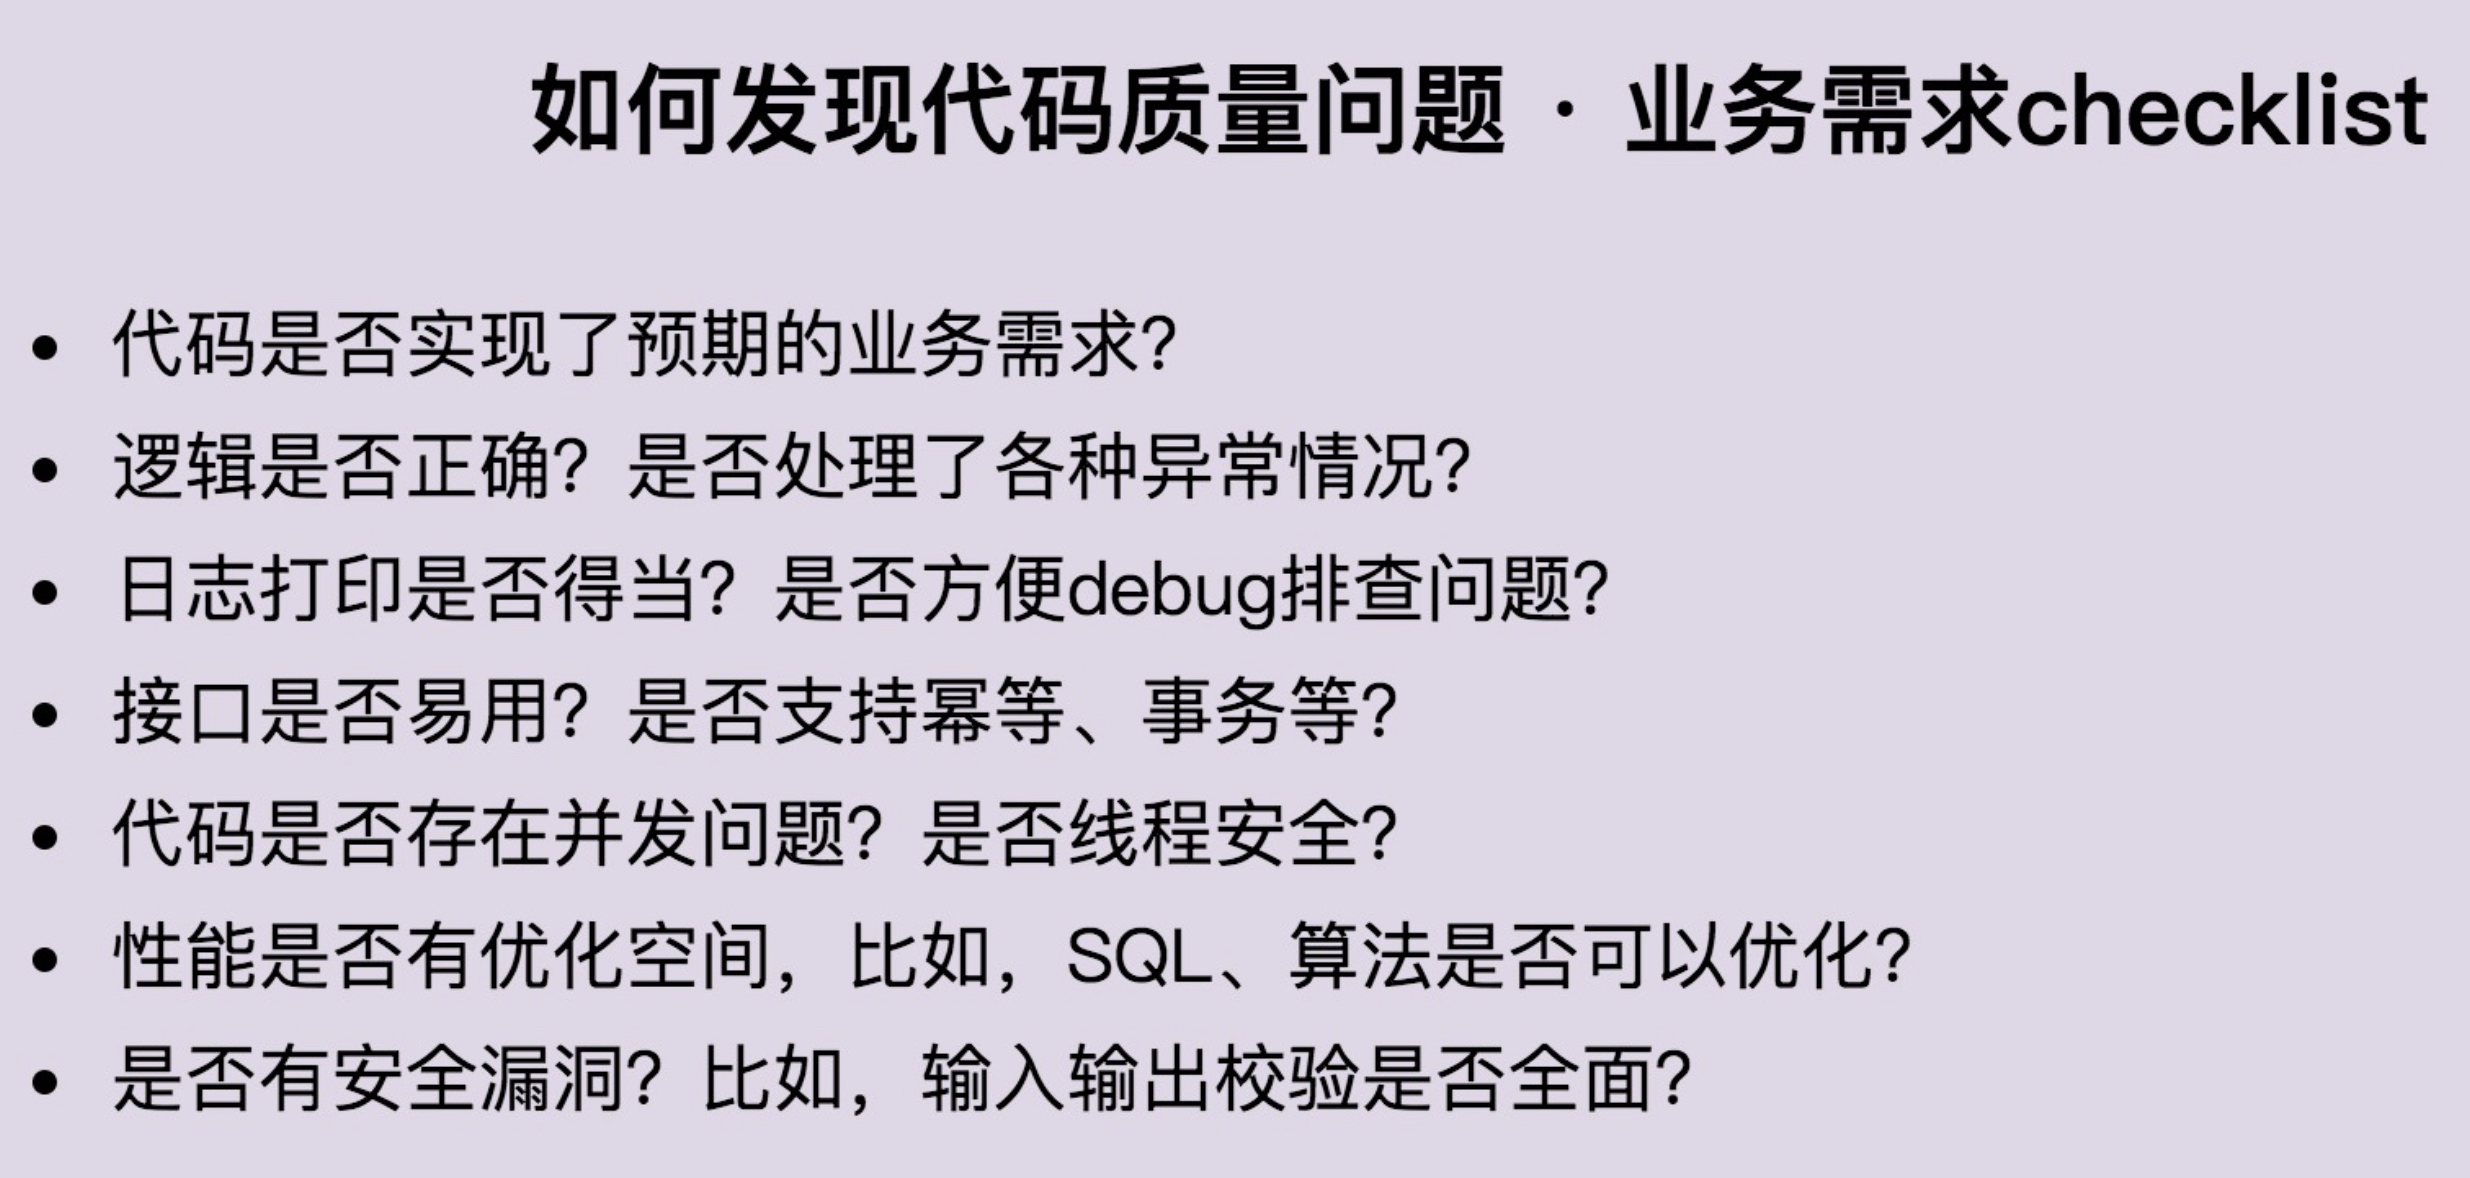 如何发现代码质量问题 · 业务需求checklist
• 代码是否实现了预期的业务需求？
• 逻辑是否正确？是否处理了各种异常情况？
• 日志打印是否得当？是否方便debug排查问题？
• 接口是否易用？是否支持幂等、事务等？
• 代码是否存在并发问题？是否线程安全？
• 性能是否有优化空间，比如，SQL、算法是否可以优化？
• 是否有安全漏洞？比如，输入输出校验是否全面？